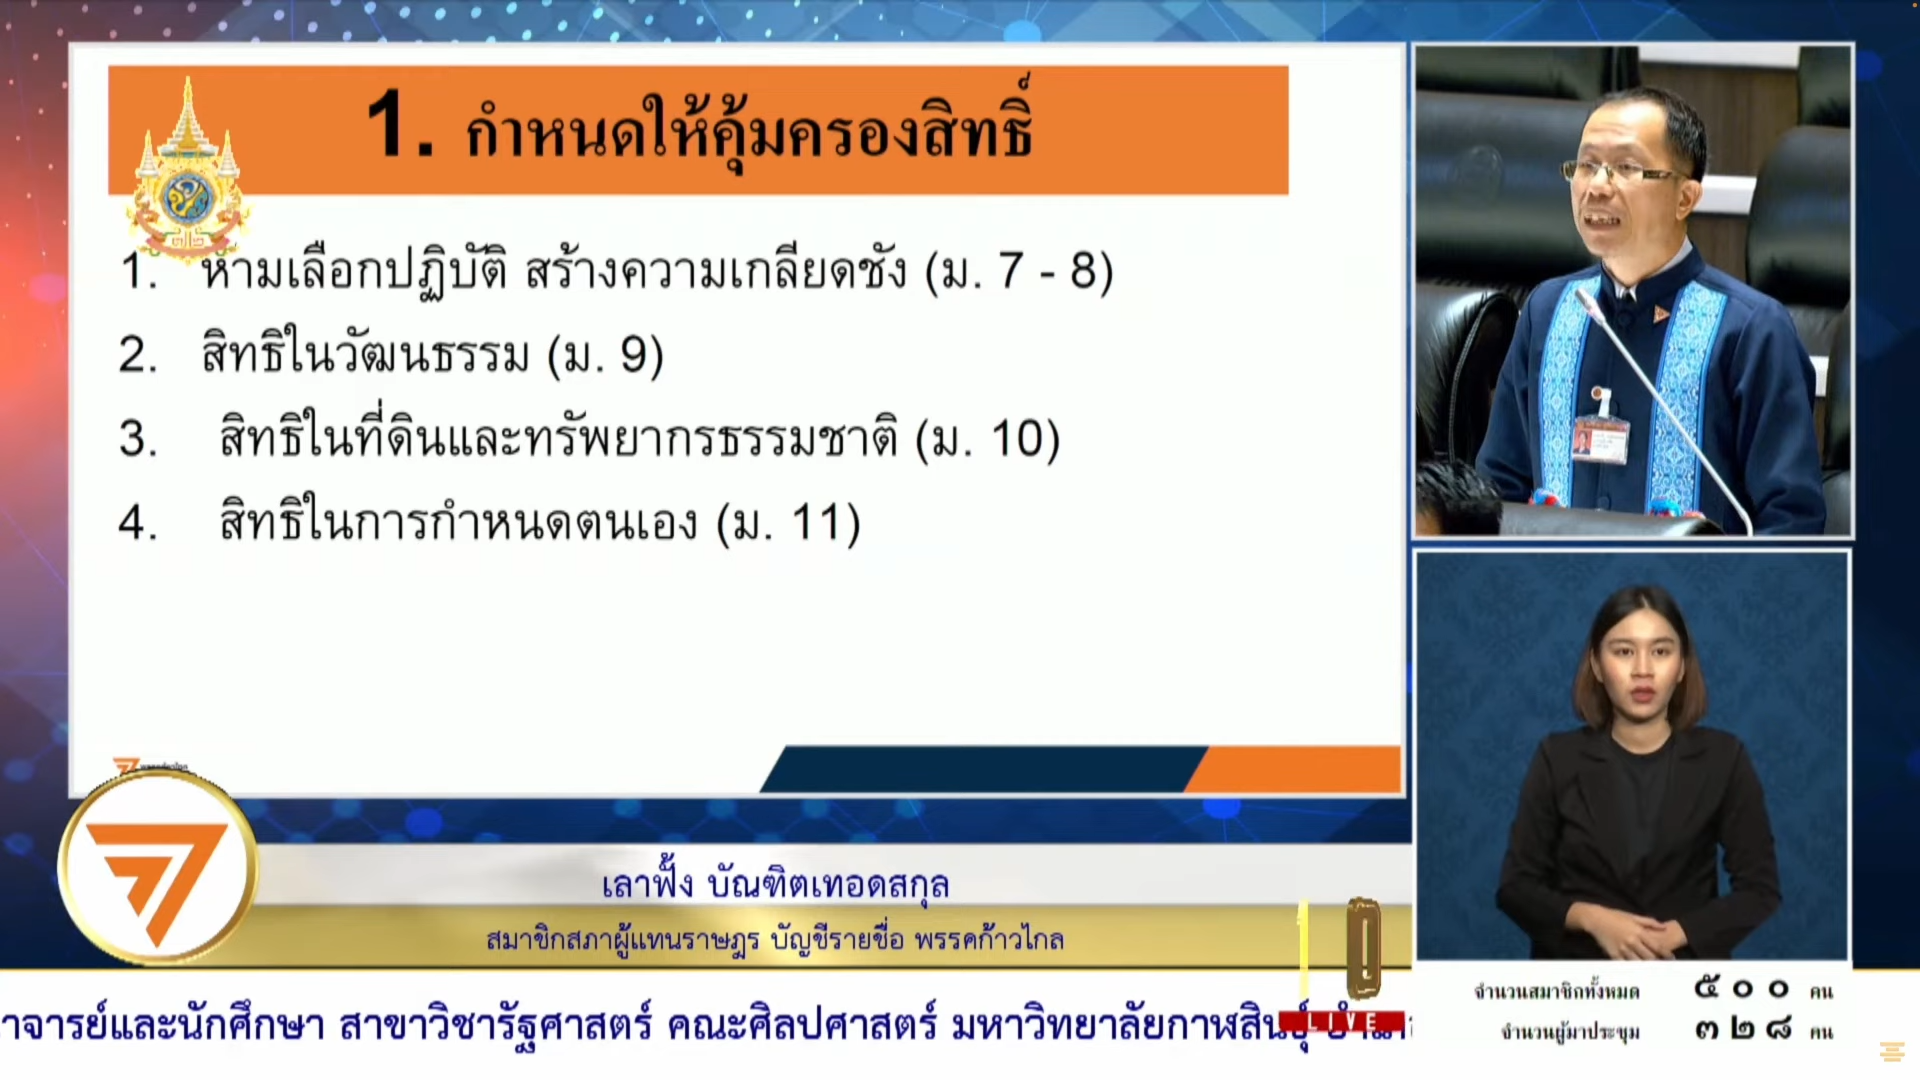 1. กำหนดให้คุ้มครองสิทธิ์
1. ห้ามเลือกปฏิบัติ สร้างความเกลียดชัง (ม. 7 - 8)
2. สิทธิในวัฒนธรรม (ม. 9)
3. สิทธิในที่ดินและทรัพยากรธรรมชาติ (ม. 10)
4. สิทธิในการกำหนดตนเอง (ม. 11)
เลาฟั้ง บัณฑิตเทอดสกุล
สมาชิกสภาผู้แทนราษฎร บัญชีรายชื่อ พรรคก้าวไกล
LIVE
าจารย์และนักศึกษา สาขาวิชารัฐศาสตร์ คณะศิลปศาสตร์ มหาวิทยาลัยกาฬสินธุ์
จำนวนสมาชิกทั้งหมด ๕๐๐ คน
จำนวนผู้มาประชุม ๓๒๘ คน